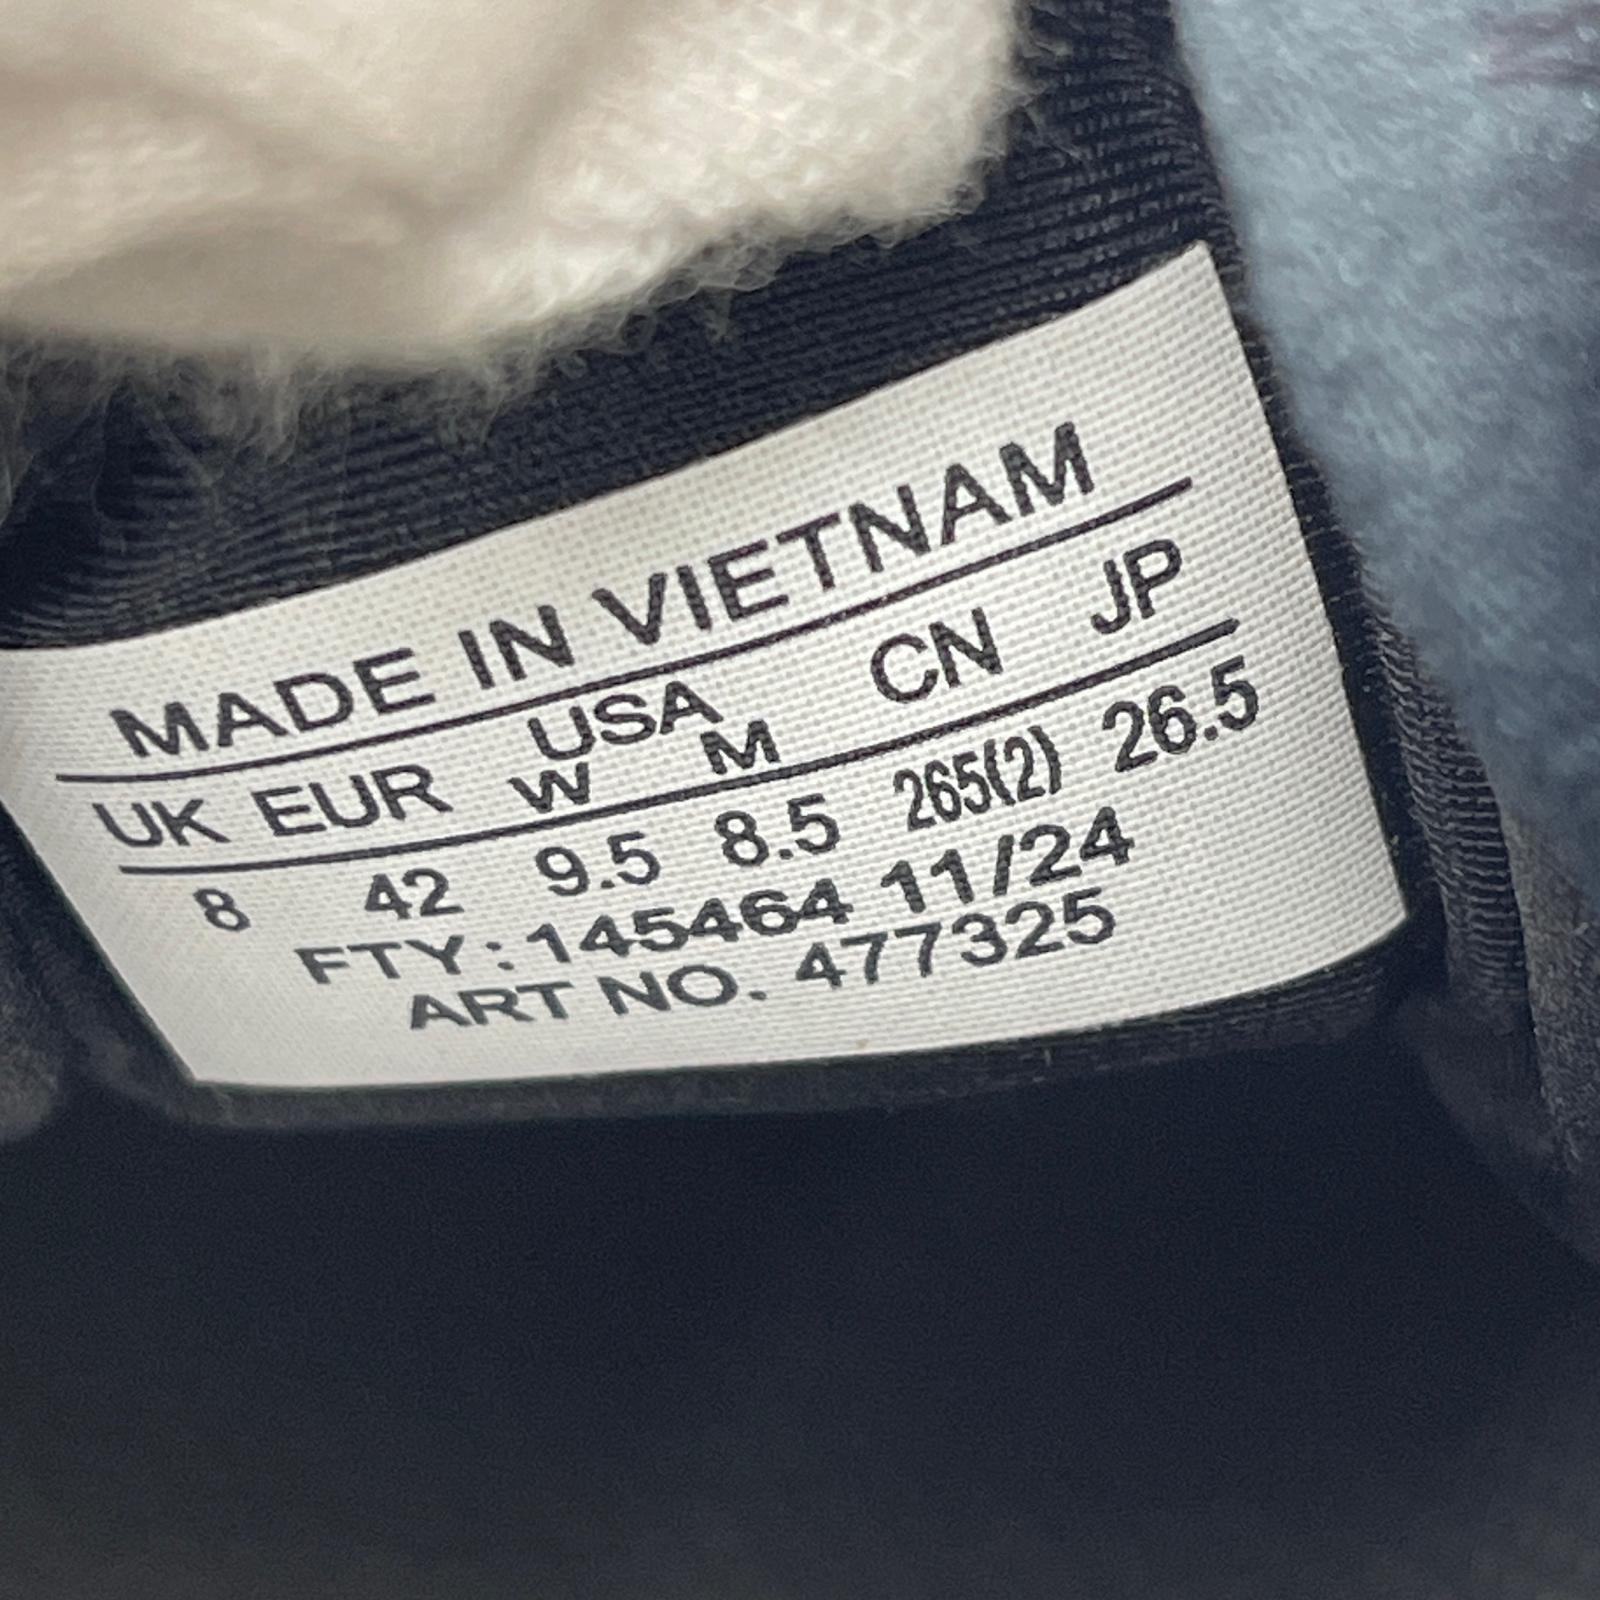 MADE IN VIETNAM
UK EUR USA CN JP
W M
8 42 9.5 8.5 265(2) 26.5
FTY: 145464 11/24
ART NO. 477325